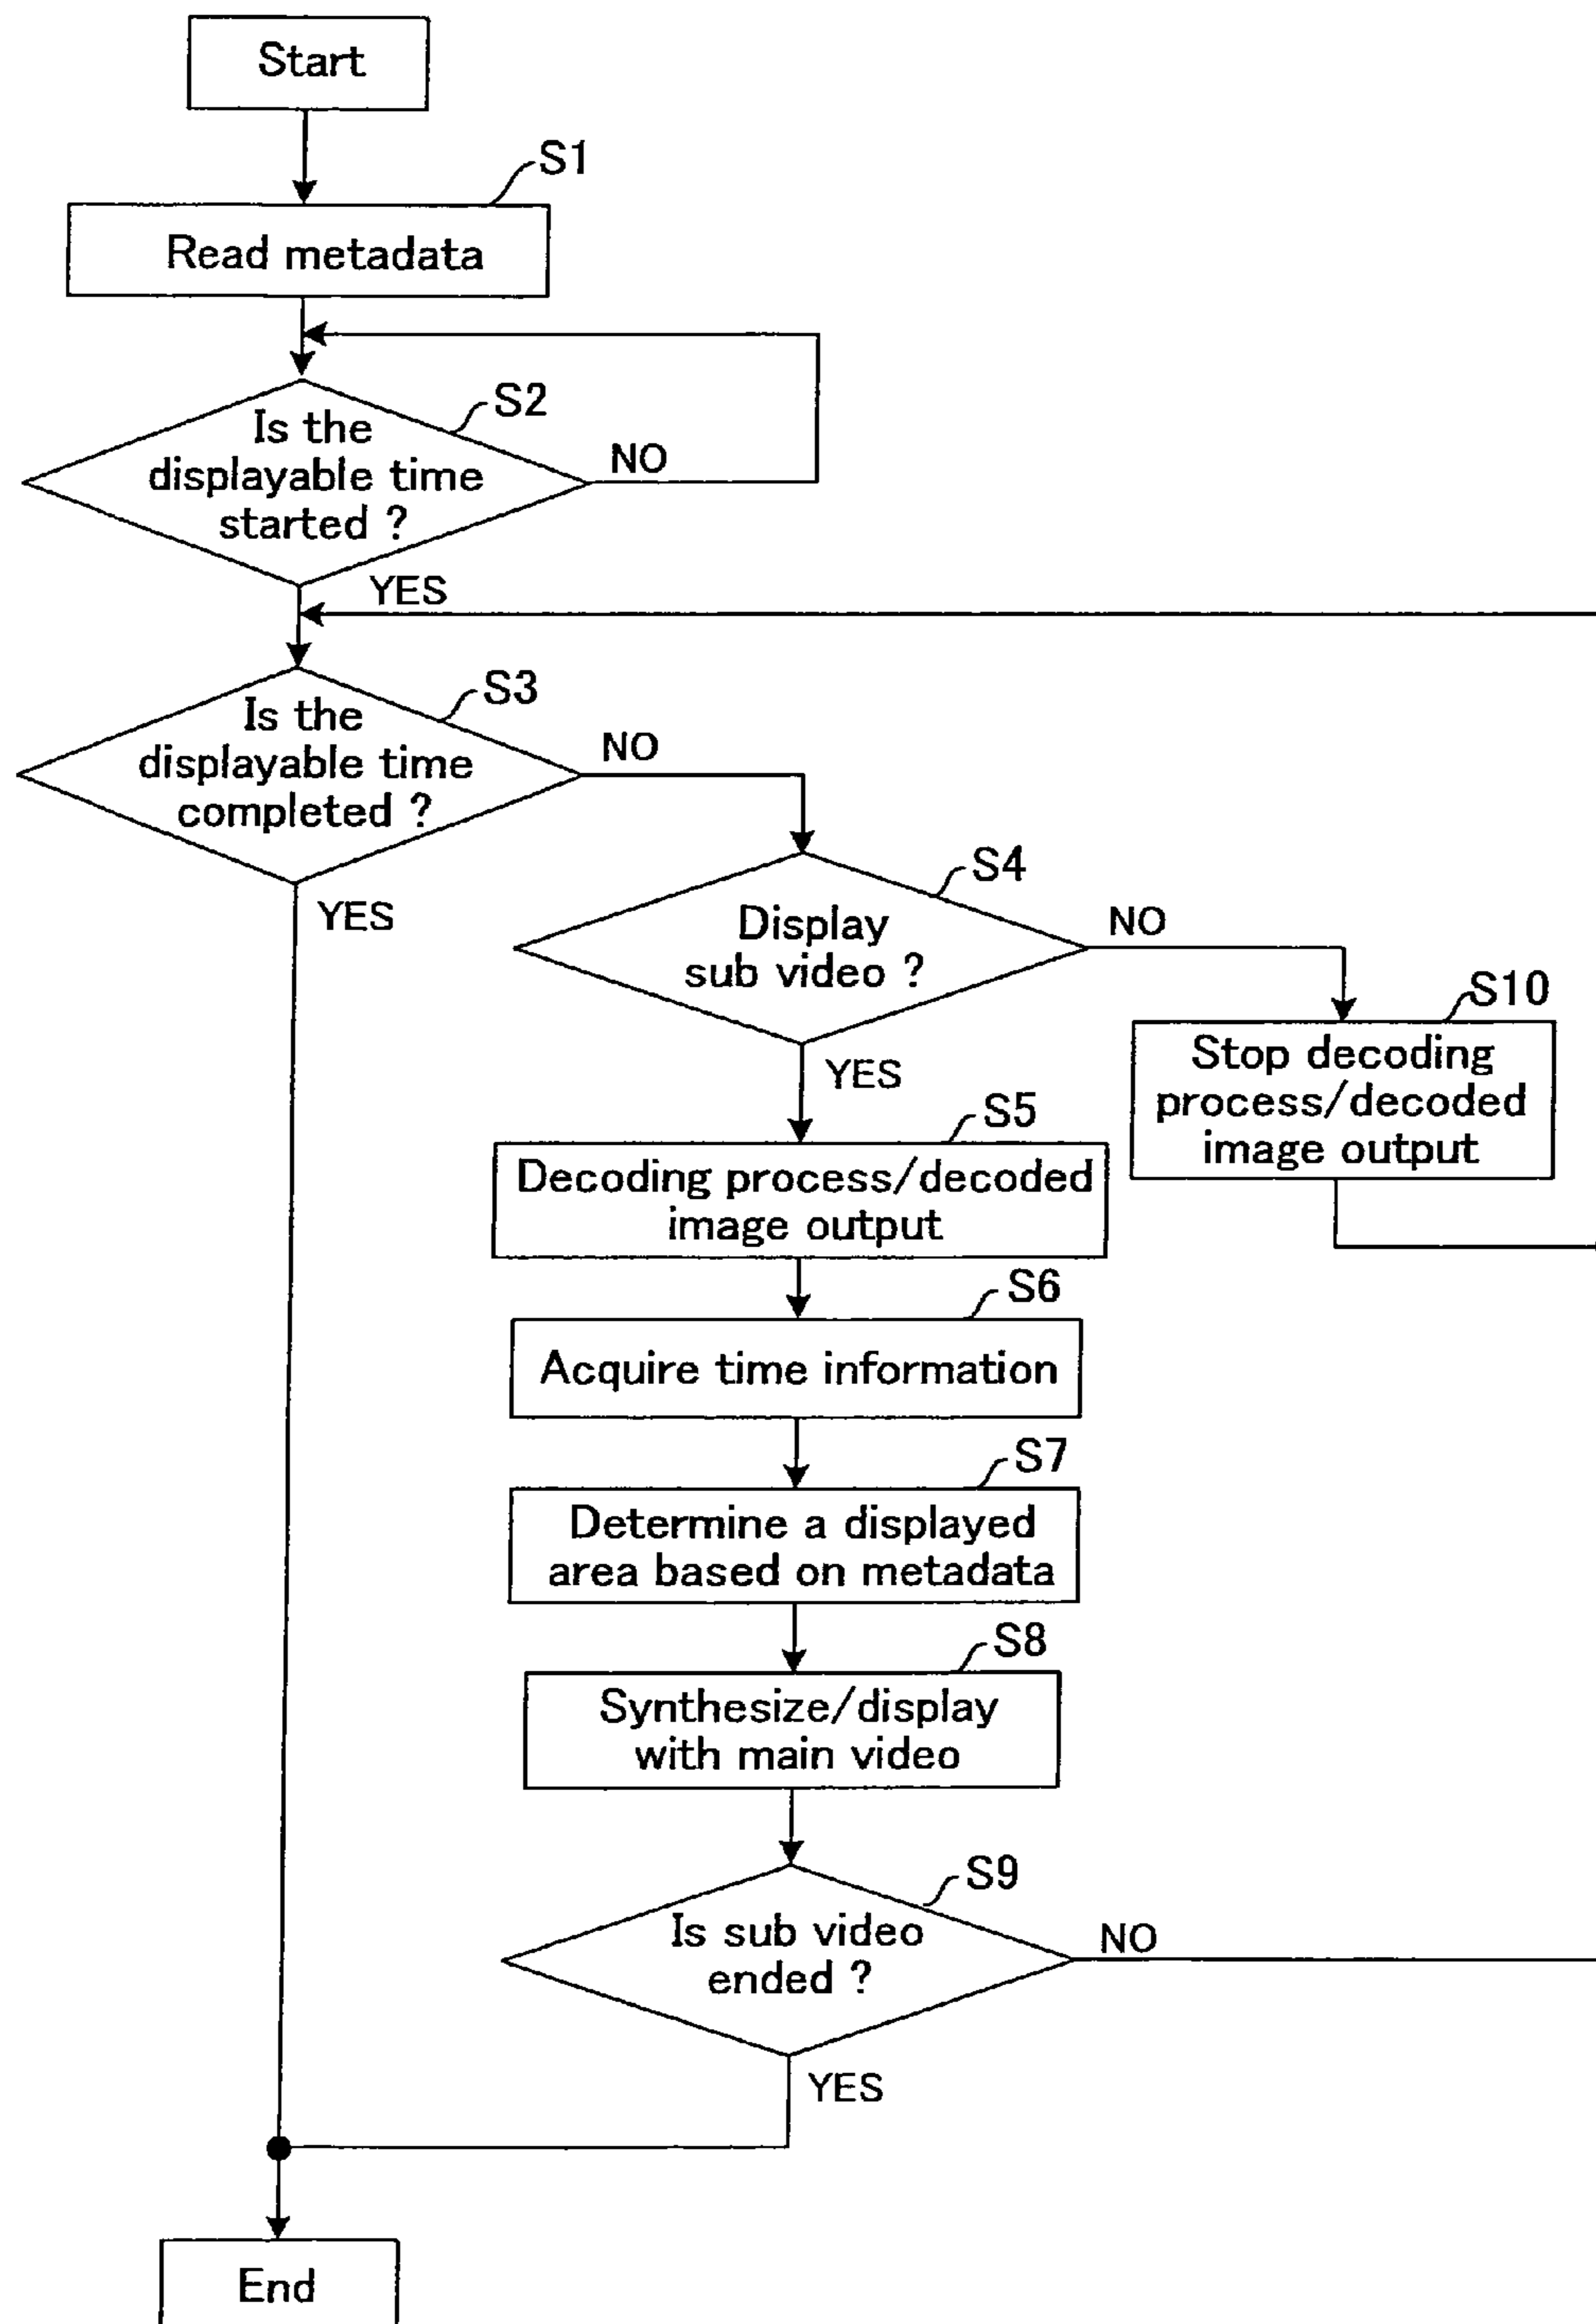 Start
S1
Read metadata
S2
Is the
displayable time
started ?
NO
YES
S3
Is the
displayable time
completed ?
NO
YES
S4
Display
sub video ?
NO
YES
S10
Stop decoding
process/decoded
image output
S5
Decoding process/decoded
image output
S6
Acquire time information
S7
Determine a displayed
area based on metadata
S8
Synthesize/display
with main video
S9
Is sub video
ended ?
NO
YES
End